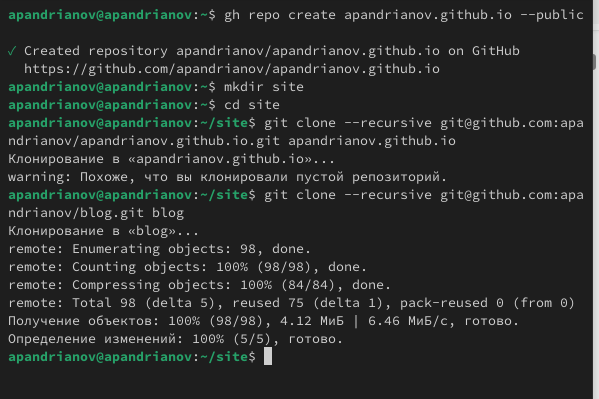 apandrianov@apandrianov:~$ gh repo create apandrianov.github.io --public
✓ Created repository apandrianov/apandrianov.github.io on GitHub
https://github.com/apandrianov/apandrianov.github.io
apandrianov@apandrianov:~$ mkdir site
apandrianov@apandrianov:~$ cd site
apandrianov@apandrianov:~/site$ git clone --recursive git@github.com:apa
ndrianov/apandrianov.github.io.git apandrianov.github.io
Клонирование в «apandrianov.github.io»...
warning: Похоже, что вы клонировали пустой репозиторий.
apandrianov@apandrianov:~/site$ git clone --recursive git@github.com:apa
ndrianov/blog.git blog
Клонирование в «blog»...
remote: Enumerating objects: 98, done.
remote: Counting objects: 100% (98/98), done.
remote: Compressing objects: 100% (84/84), done.
remote: Total 98 (delta 5), reused 75 (delta 1), pack-reused 0 (from 0)
Получение объектов: 100% (98/98), 4.12 МиБ | 6.46 МиБ/с, готово.
Определение изменений: 100% (5/5), готово.
apandrianov@apandrianov:~/site$